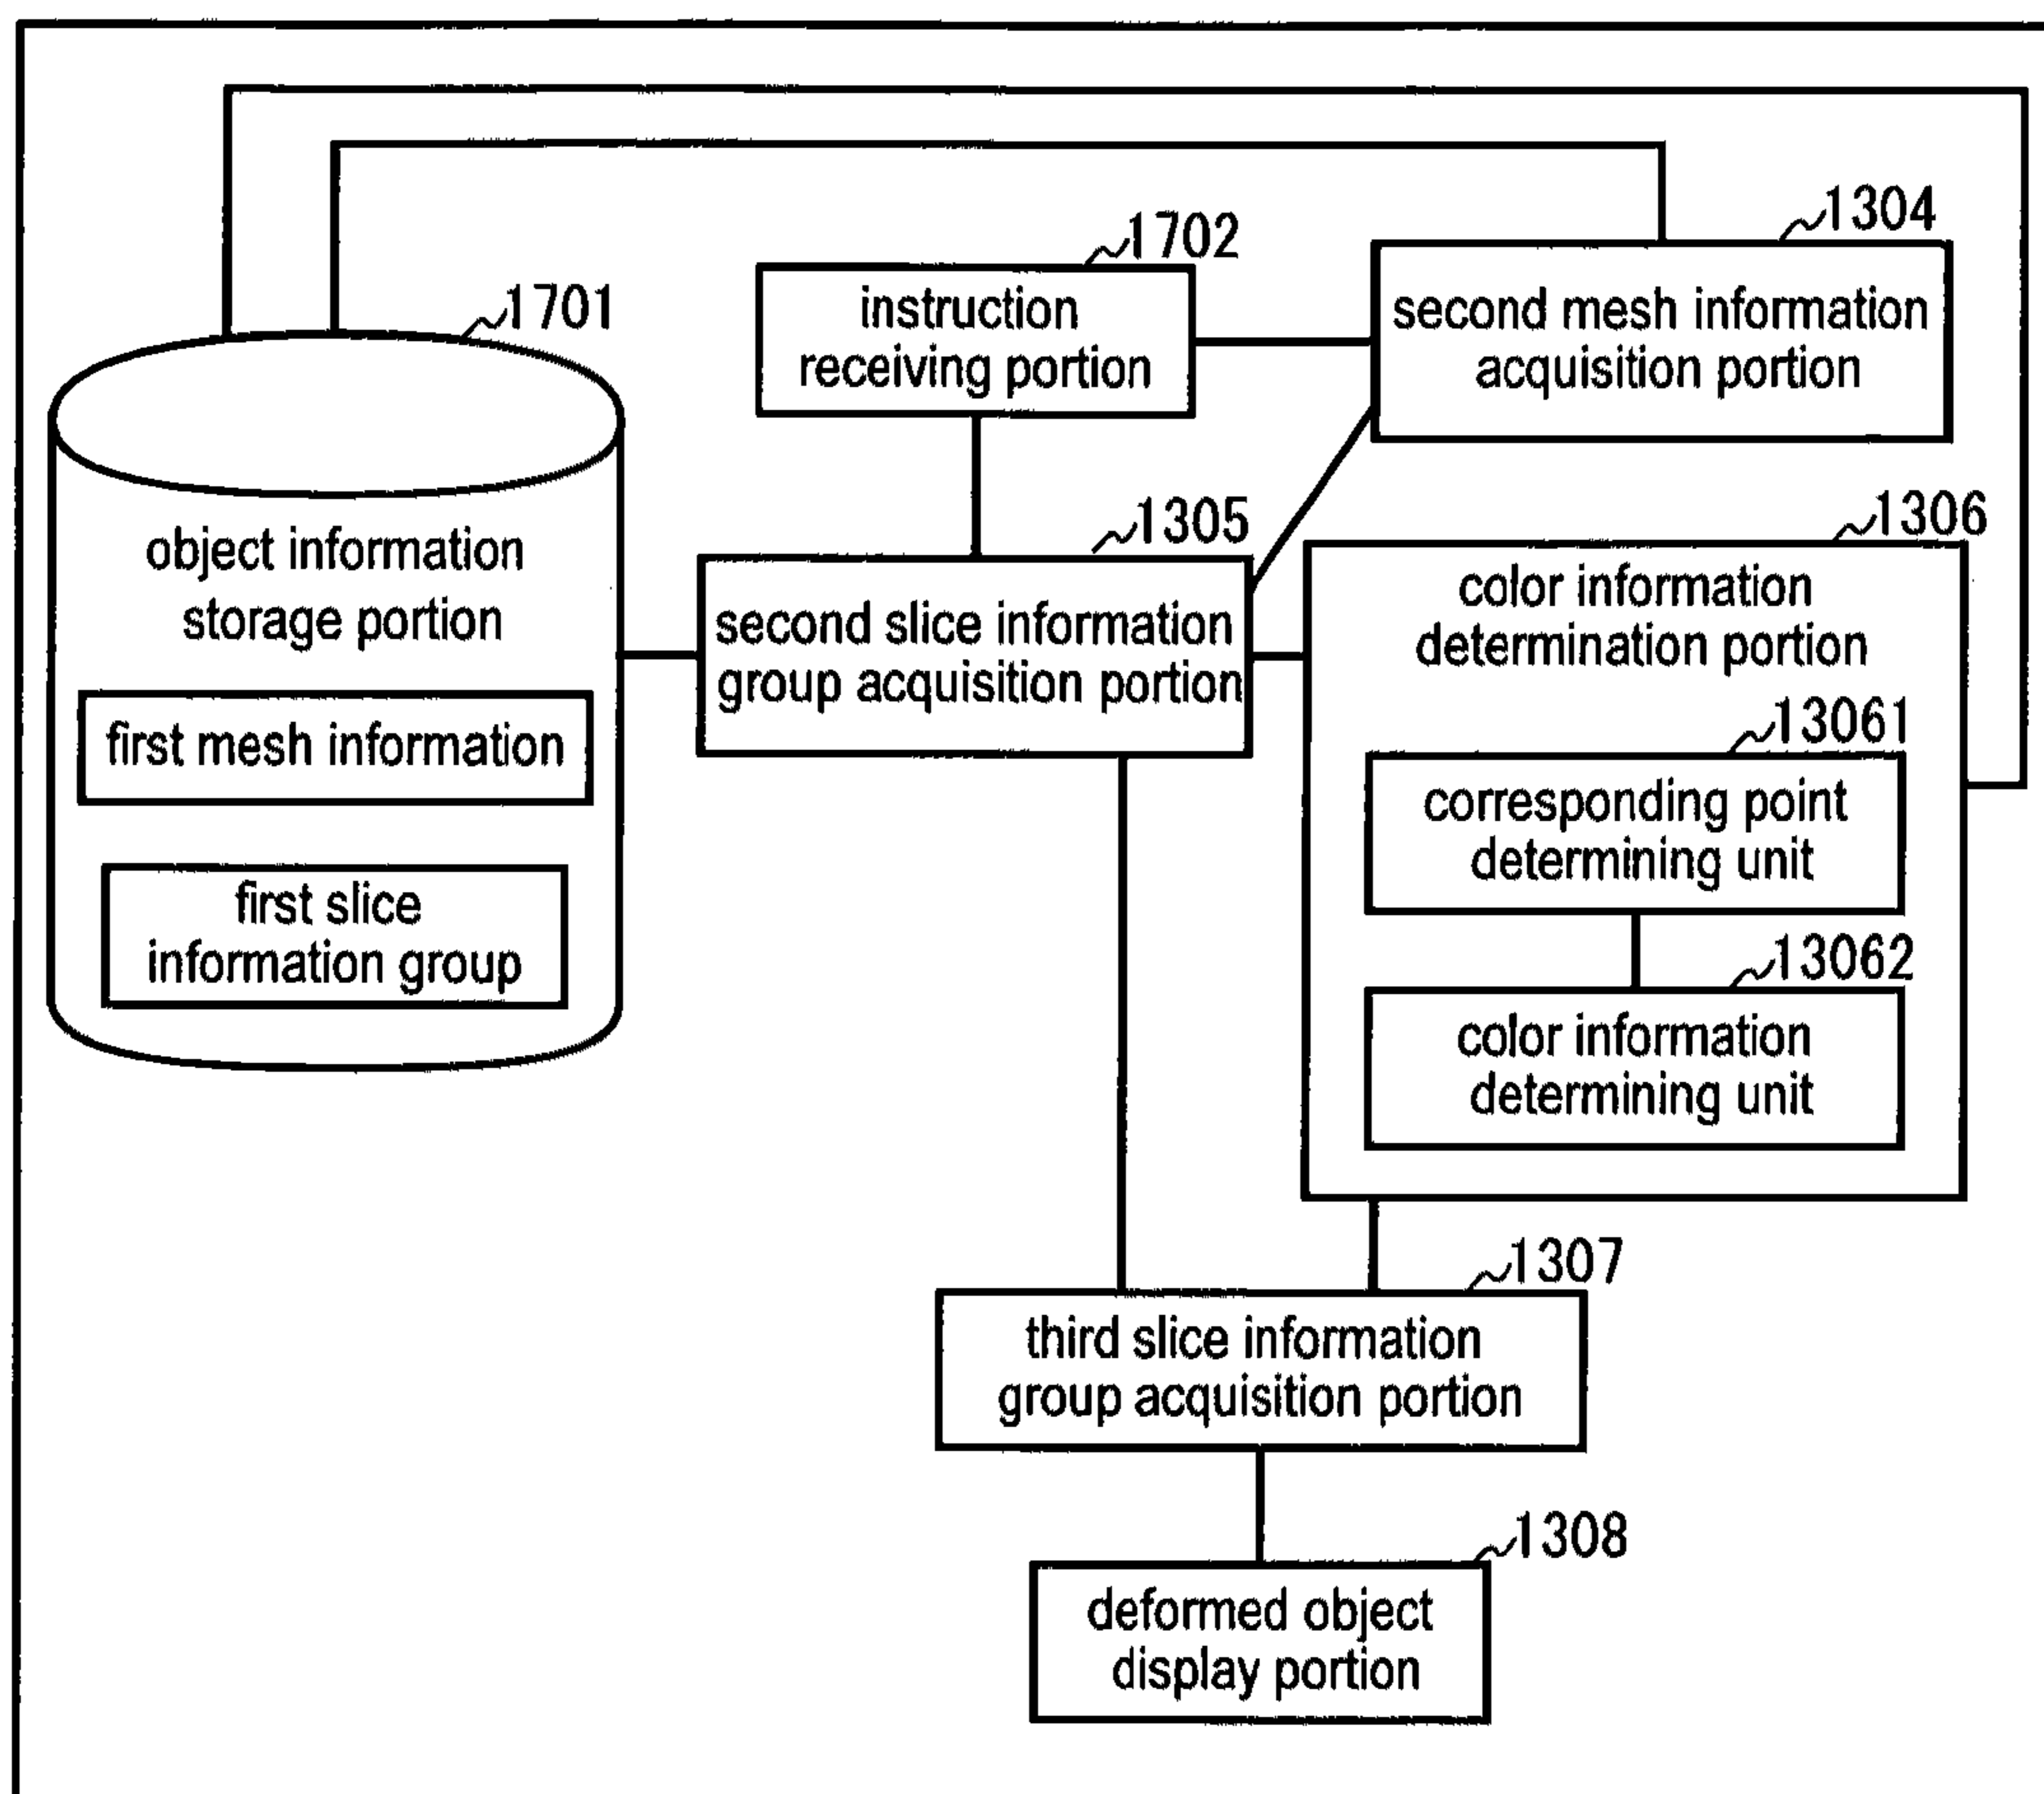 1304
1702
instruction
receiving portion
second mesh information
acquisition portion
1701
object information
storage portion
first mesh information
first slice
information group
1305
second slice information
group acquisition portion
1306
color information
determination portion
13061
corresponding point
determining unit
13062
color information
determining unit
1307
third slice information
group acquisition portion
1308
deformed object
display portion